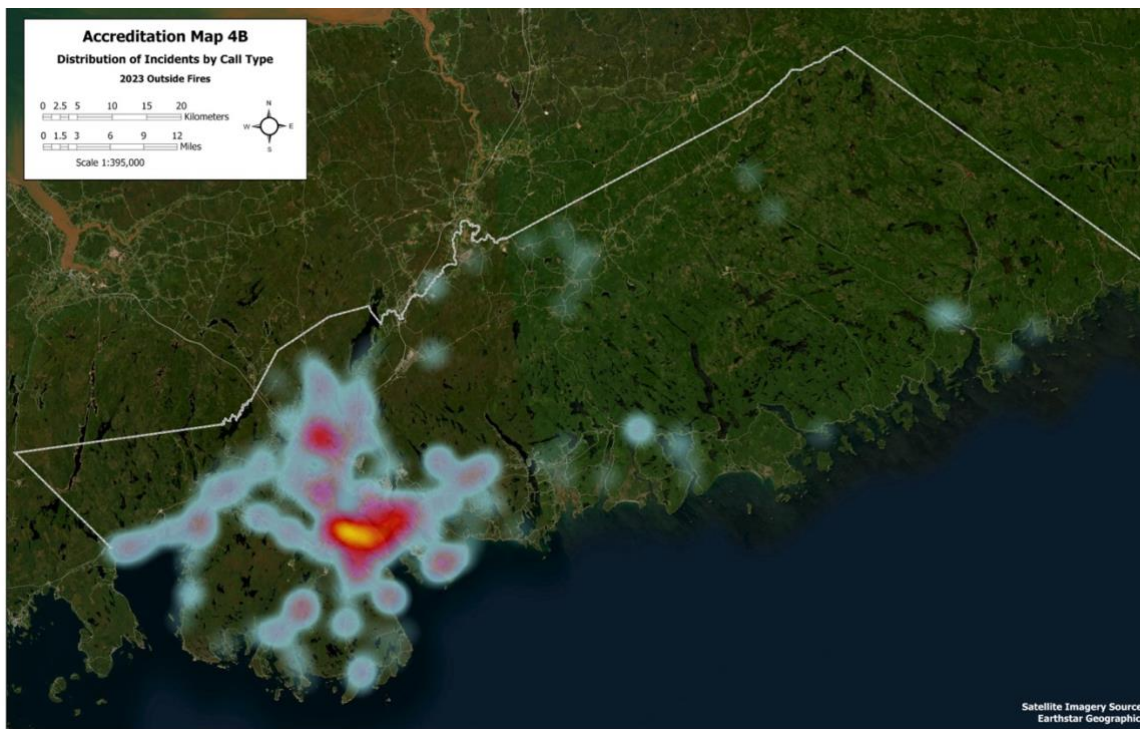 Accreditation Map 4B
Distribution of Incidents by Call Type
2023 Outside Fires
0 2.5 5 10 15 20
Kilometers
0 1.5 3 6 9 12
Miles
Scale 1:395,000
N
W E
S
Satellite Imagery Source
Earthstar Geographic